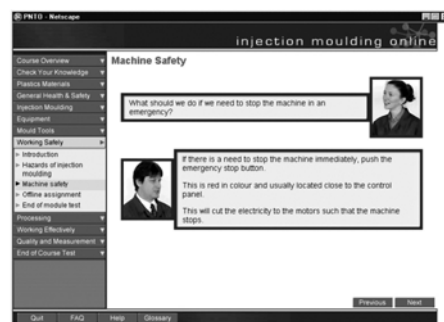 PNTO - Netscape
injection moulding online
Course Overview
Check Your Knowledge
Plastics Materials
General Health & Safety
Injection Moulding
Equipment
Mould Tools
Working Safely
Introduction
Hazards of injection
moulding
Machine safety
Offline assignment
End of module test
Processing
Working Effectively
Quality and Measurement
End of Course Test
Machine Safety
What should we do if we need to stop the machine in an
emergency?
If there is a need to stop the machine immediately, push the
emergency stop button.
This is red in colour and usually located close to the control
panel.
This will cut the electricity to the motors such that the machine
stops.
Previous Next
Quit FAQ Help Glossary